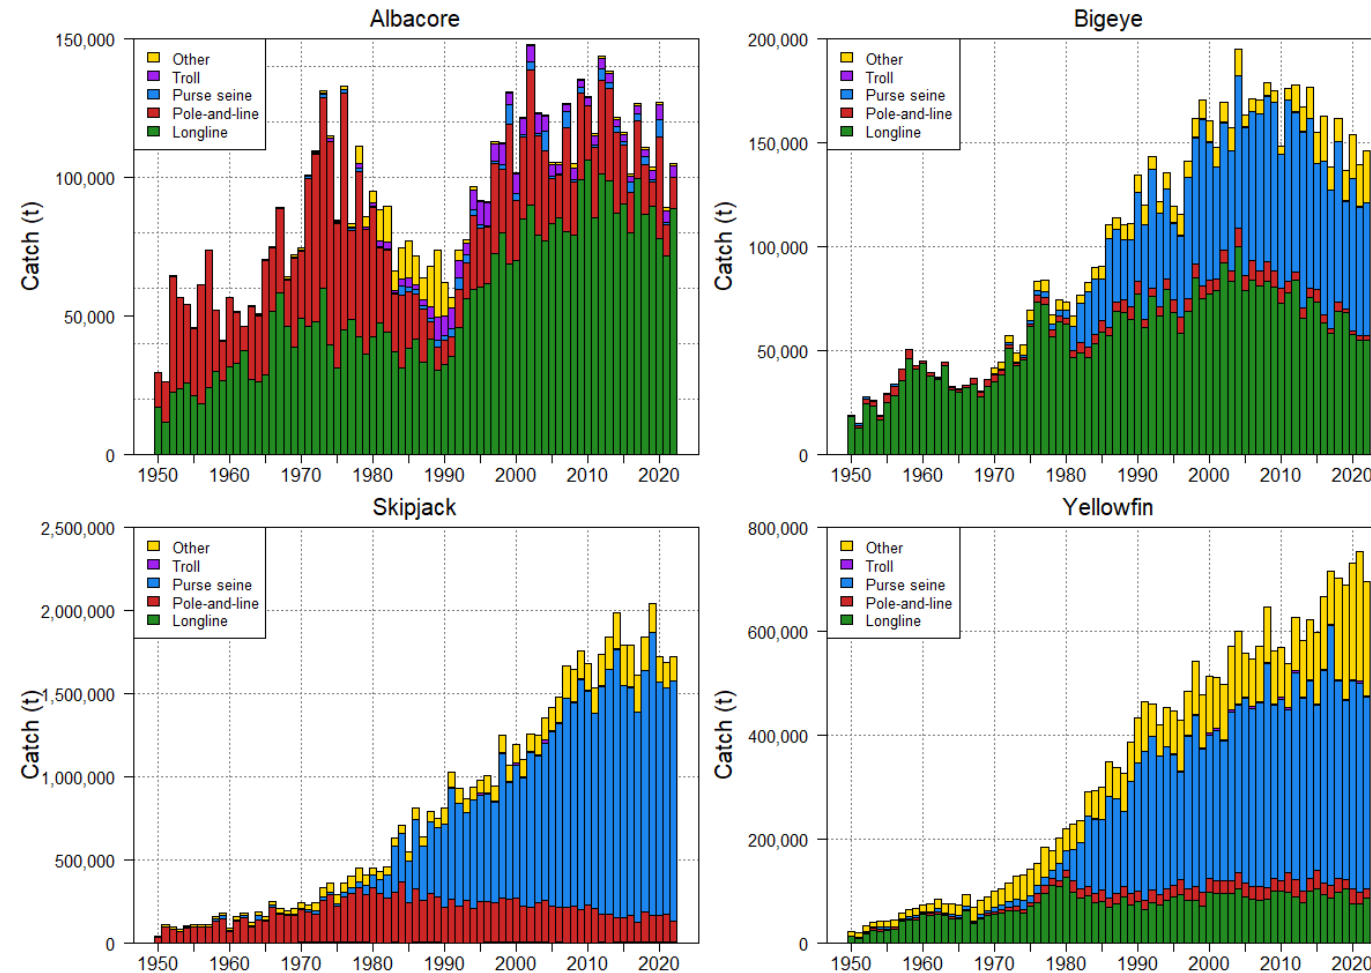 Albacore
150,000
100,000
50,000
0
Catch (t)
Other
Troll
Purse seine
Pole-and-line
Longline
1950 1960 1970 1980 1990 2000 2010 2020
Bigeye
200,000
150,000
100,000
50,000
0
Catch (t)
Other
Troll
Purse seine
Pole-and-line
Longline
1950 1960 1970 1980 1990 2000 2010 2020
Skipjack
2,500,000
2,000,000
1,500,000
1,000,000
500,000
0
Catch (t)
Other
Troll
Purse seine
Pole-and-line
Longline
1950 1960 1970 1980 1990 2000 2010 2020
Yellowfin
800,000
600,000
400,000
200,000
0
Catch (t)
Other
Troll
Purse seine
Pole-and-line
Longline
1950 1960 1970 1980 1990 2000 2010 2020